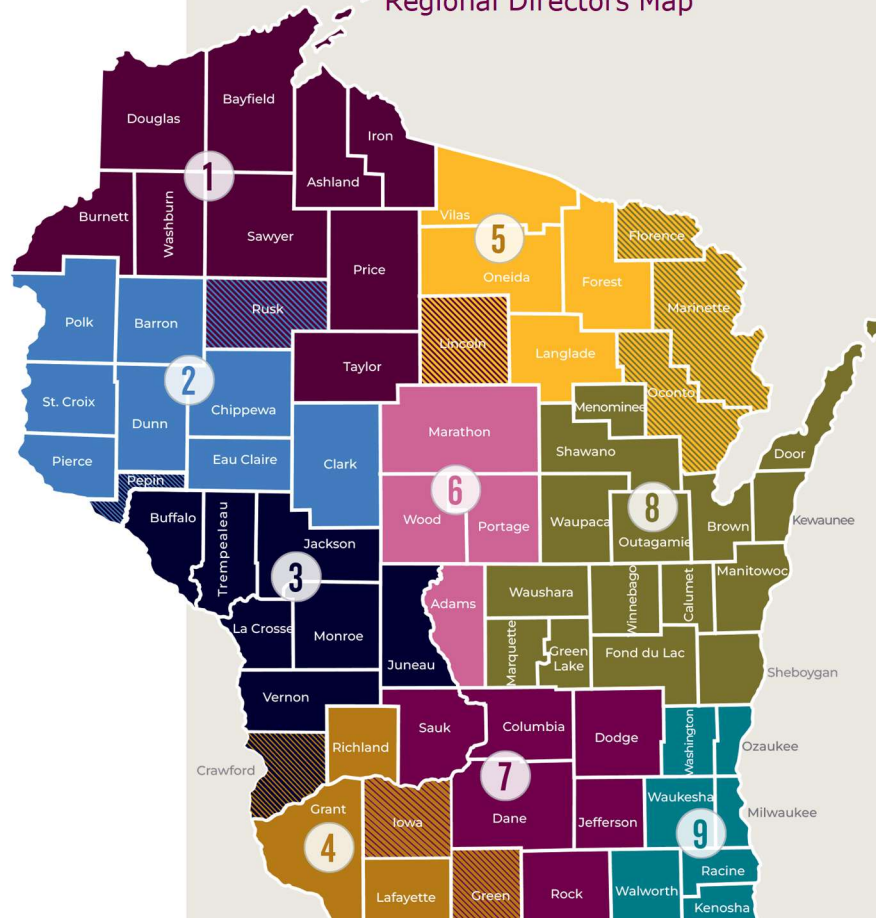 Regional Directors Map
Douglas
Bayfield
Iron
Ashland
1
Burnett
Washburn
Sawyer
Price
Vilas
5
Oneida
Forest
Florence
Marinette
Polk
Barron
Rusk
Lincoln
Langlade
Oconto
Taylor
2
St. Croix
Dunn
Chippewa
Menominee
Marathon
Shawano
Door
Pierce
Eau Claire
Clark
Pepin
6
Buffalo
Trempealeau
Jackson
Wood
Portage
Waupaca
8
Outagamie
Brown
Kewaunee
3
Manitowoc
Waushara
Winnebago
Calumet
Adams
La Crosse
Monroe
Juneau
Marquette
Green
Lake
Fond du Lac
Sheboygan
Vernon
Richland
Sauk
Columbia
Dodge
Washington
Ozaukee
Crawford
7
Grant
Iowa
Dane
Jefferson
Waukesha
Milwaukee
4
9
Racine
Lafayette
Green
Rock
Walworth
Kenosha